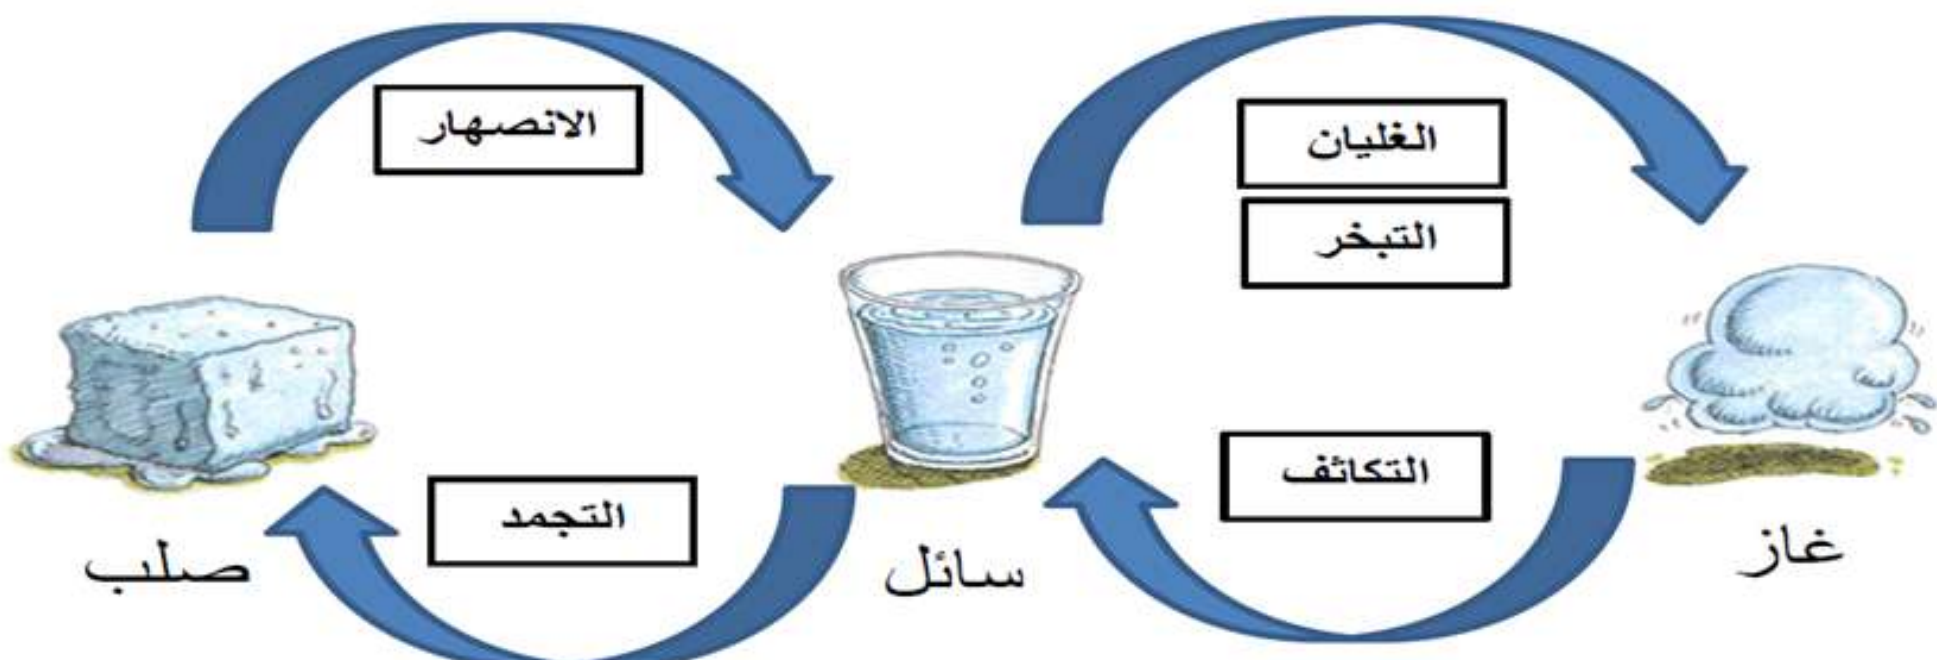 الانصهار
الغليان
التبخر
التكاثف
التجمد
صلب
سائل
غاز